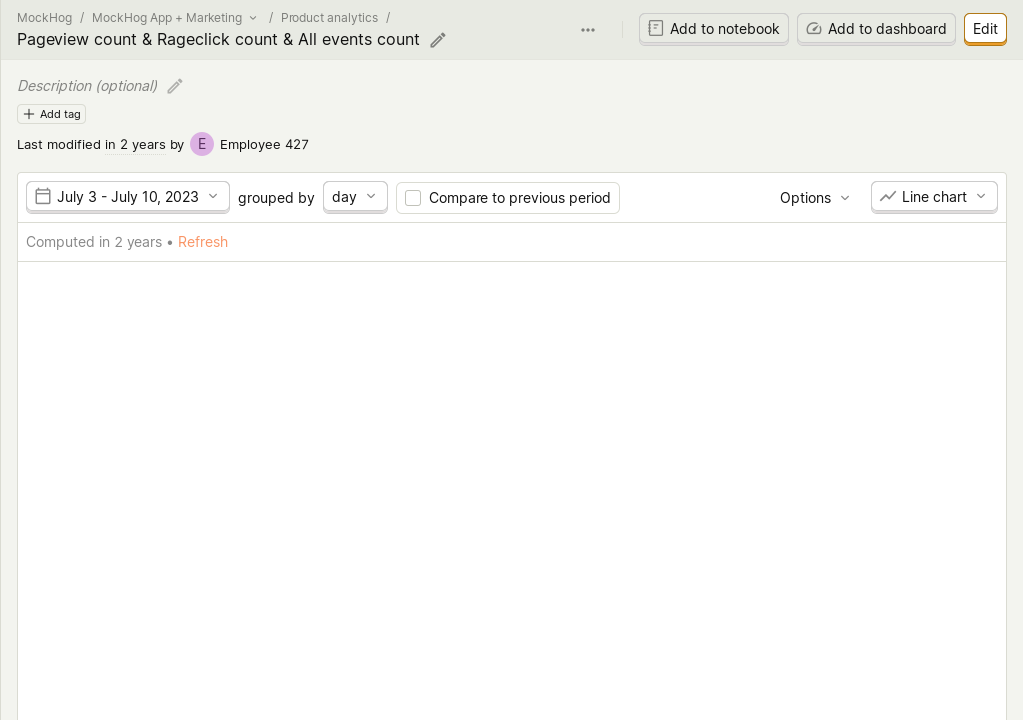 MockHog / MockHog App + Marketing / Product analytics /
Pageview count & Rageclick count & All events count
Add to notebook
Add to dashboard
Edit
Description (optional)
Add tag
Last modified in 2 years by E Employee 427
July 3 - July 10, 2023 grouped by day Compare to previous period Options Line chart
Computed in 2 years • Refresh